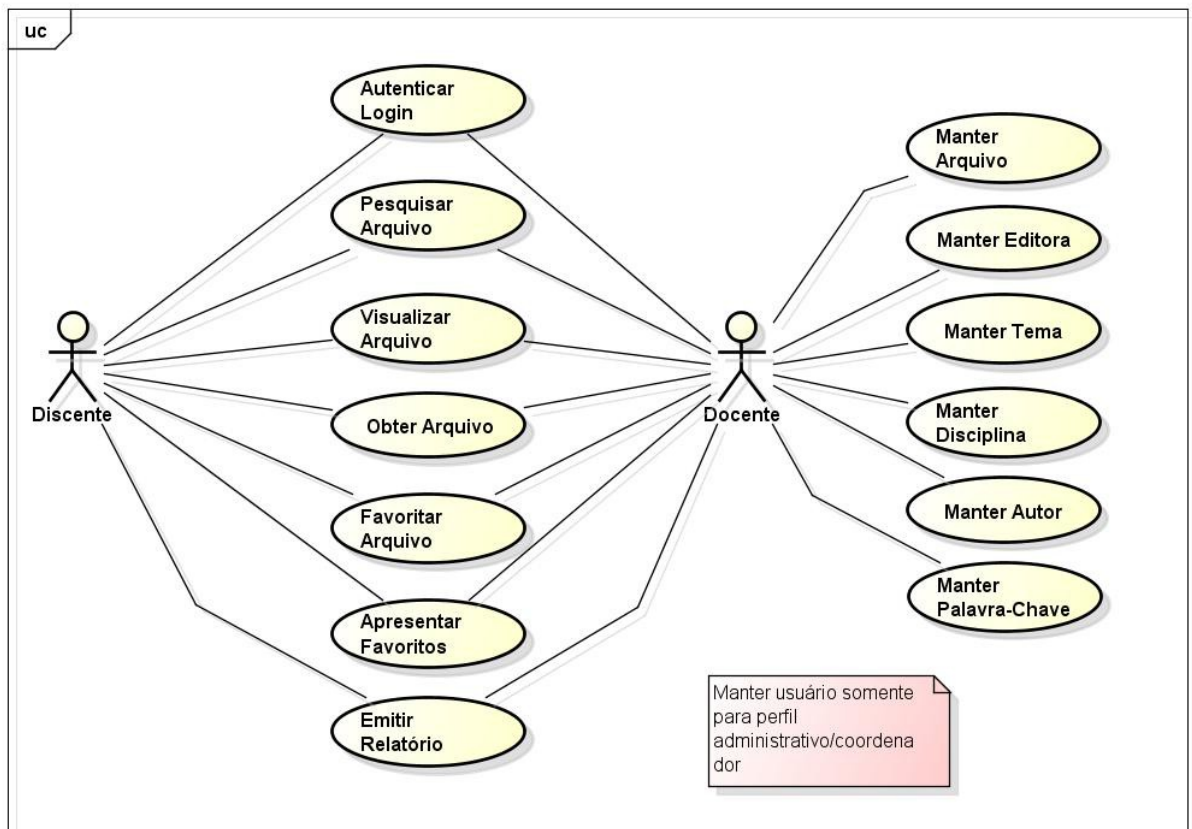 uc
Autenticar
Login
Pesquisar
Arquivo
Visualizar
Arquivo
Obter Arquivo
Favoritar
Arquivo
Apresentar
Favoritos
Emitir
Relatório
Discente
Docente
Manter
Arquivo
Manter Editora
Manter Tema
Manter
Disciplina
Manter Autor
Manter
Palavra-Chave
Manter usuário somente
para perfil
administrativo/coordena
dor